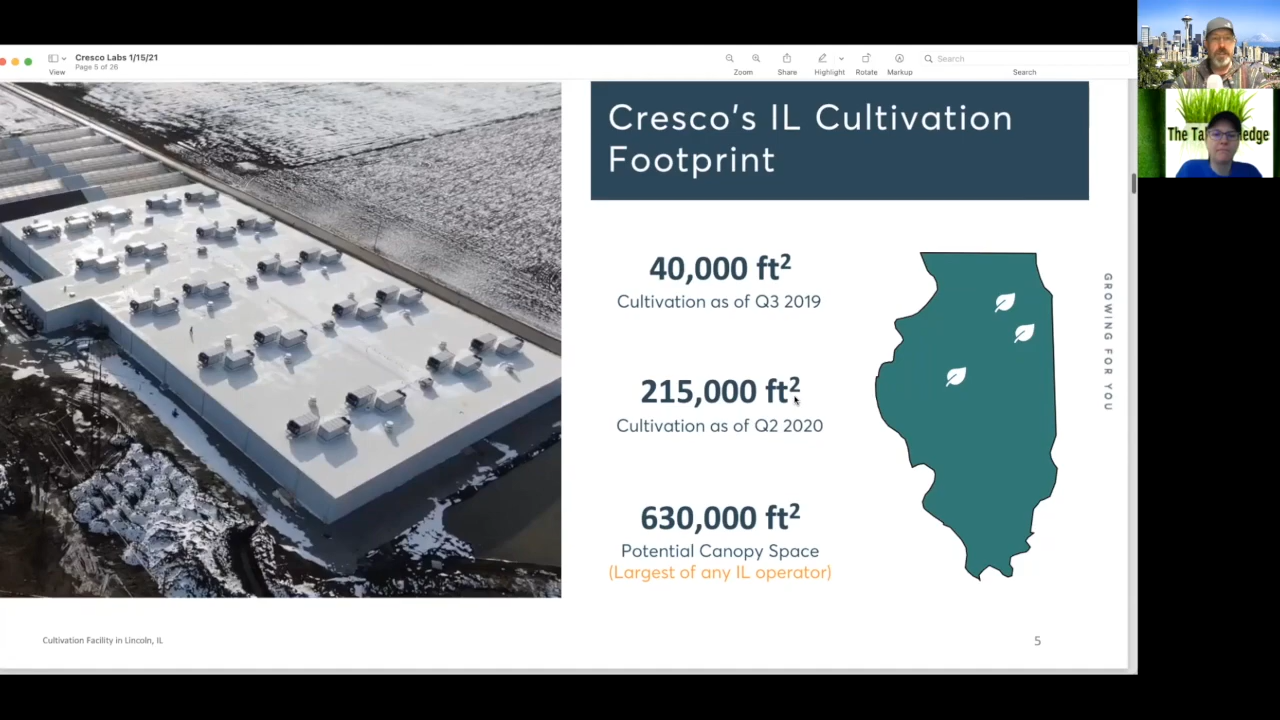 Cresco Labs 1/15/21
Page 5 of 26
View
Zoom
Share
Highlight
Rotate
Markup
Search
Search
Cresco's IL Cultivation
Footprint
40,000 ft²
Cultivation as of Q3 2019
215,000 ft²
Cultivation as of Q2 2020
630,000 ft²
Potential Canopy Space
(Largest of any IL operator)
GROWING FOR YOU
Cultivation Facility in Lincoln, IL
5
The
edge